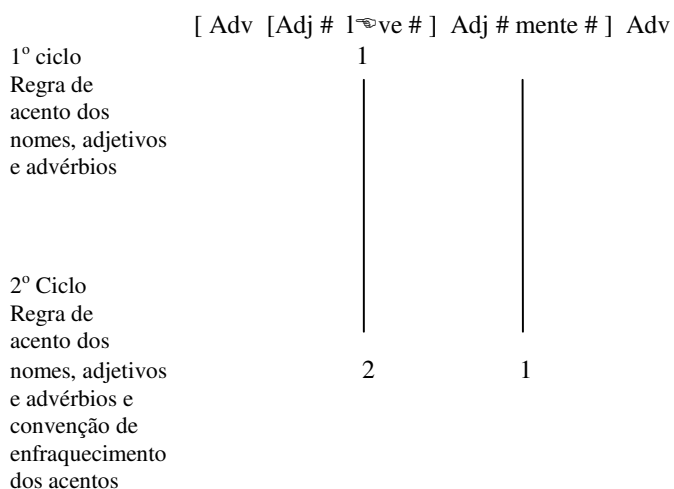 [ Adv [Adj # l☜ve # ] Adj # mente # ] Adv
1º ciclo 1
Regra de
acento dos
nomes, adjetivos
e advérbios
2º Ciclo
Regra de
acento dos
nomes, adjetivos 2 1
e advérbios e
convenção de
enfraquecimento
dos acentos